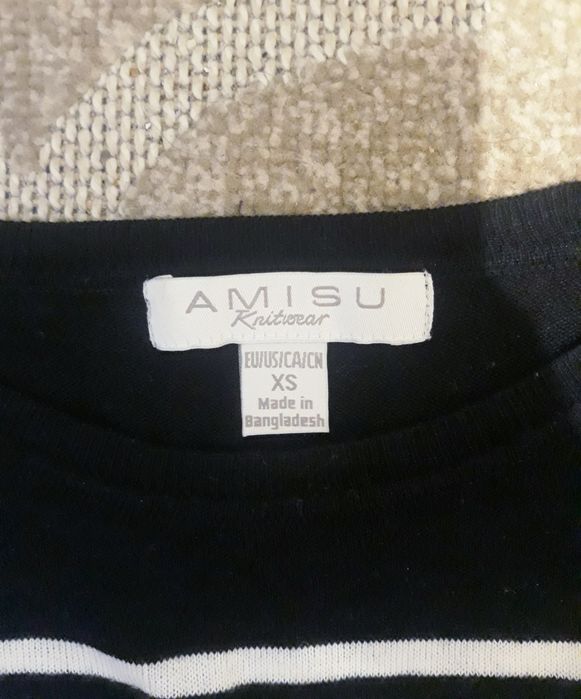 AMISU
Knitwear
EU/US/CA/CN
XS
Made in
Bangladesh